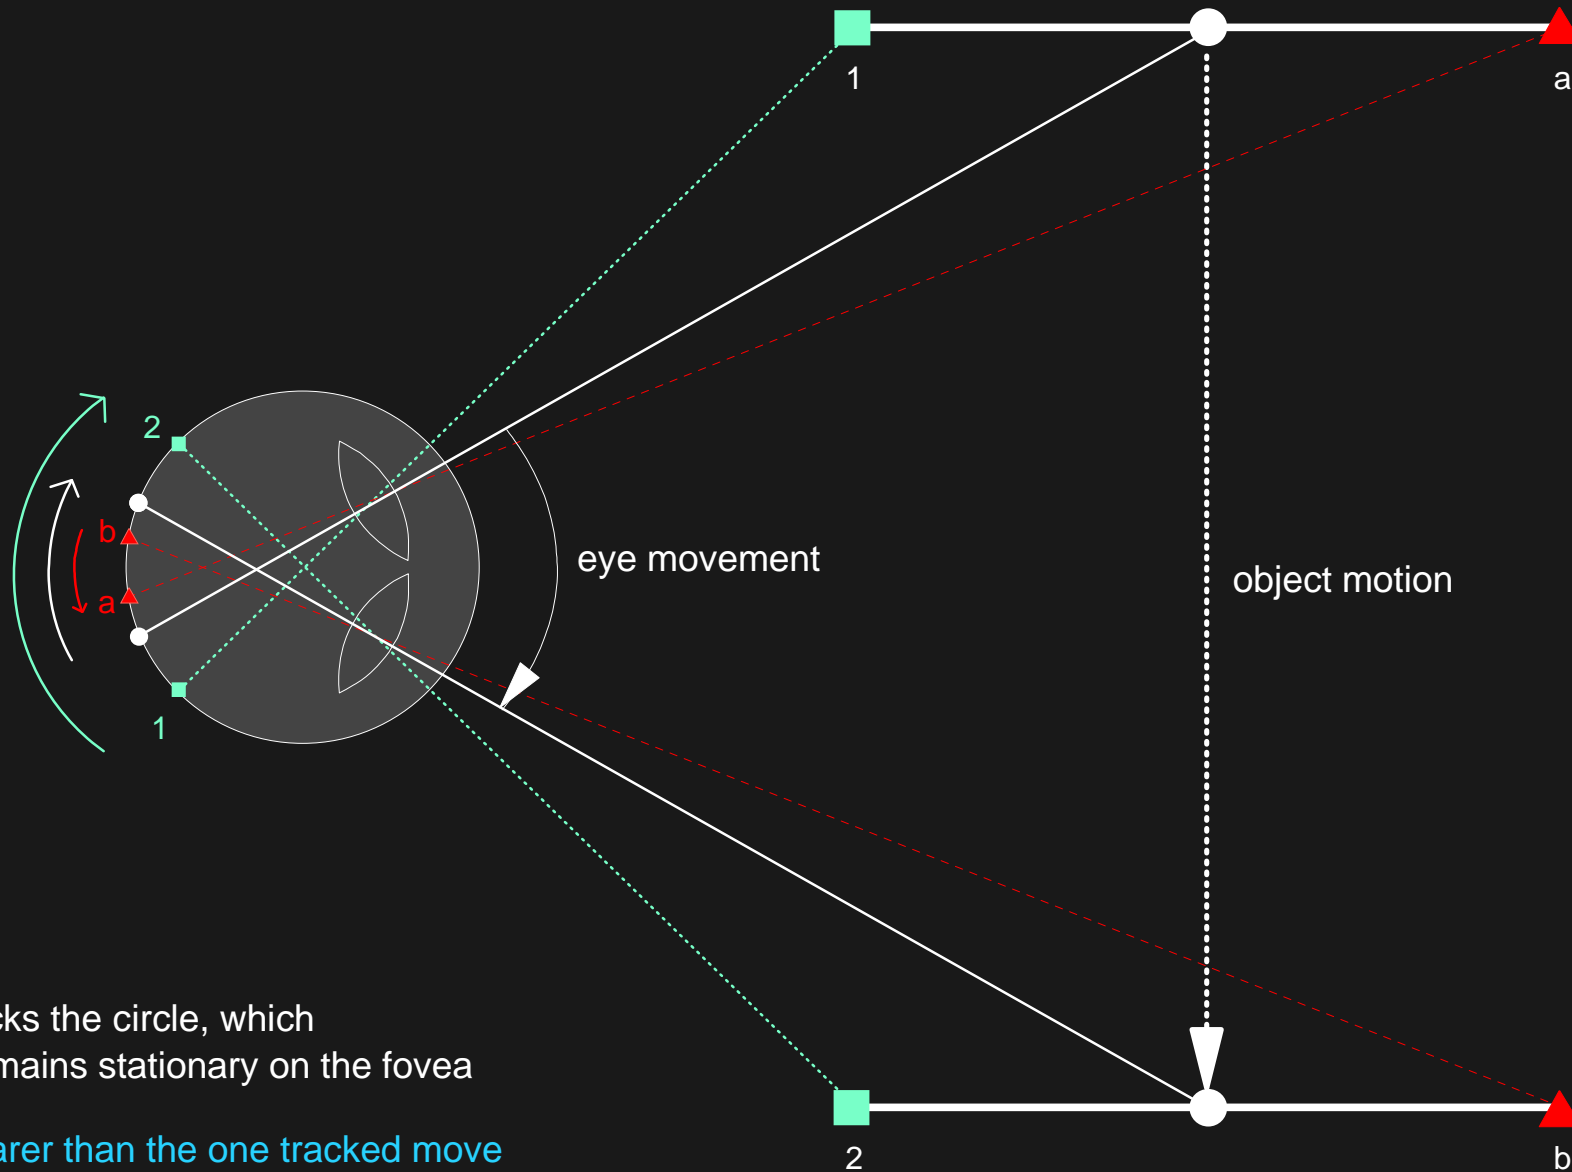 1
a
2
b
a
1
eye movement
object motion
cks the circle, which
mains stationary on the fovea
arer than the one tracked move
2
b